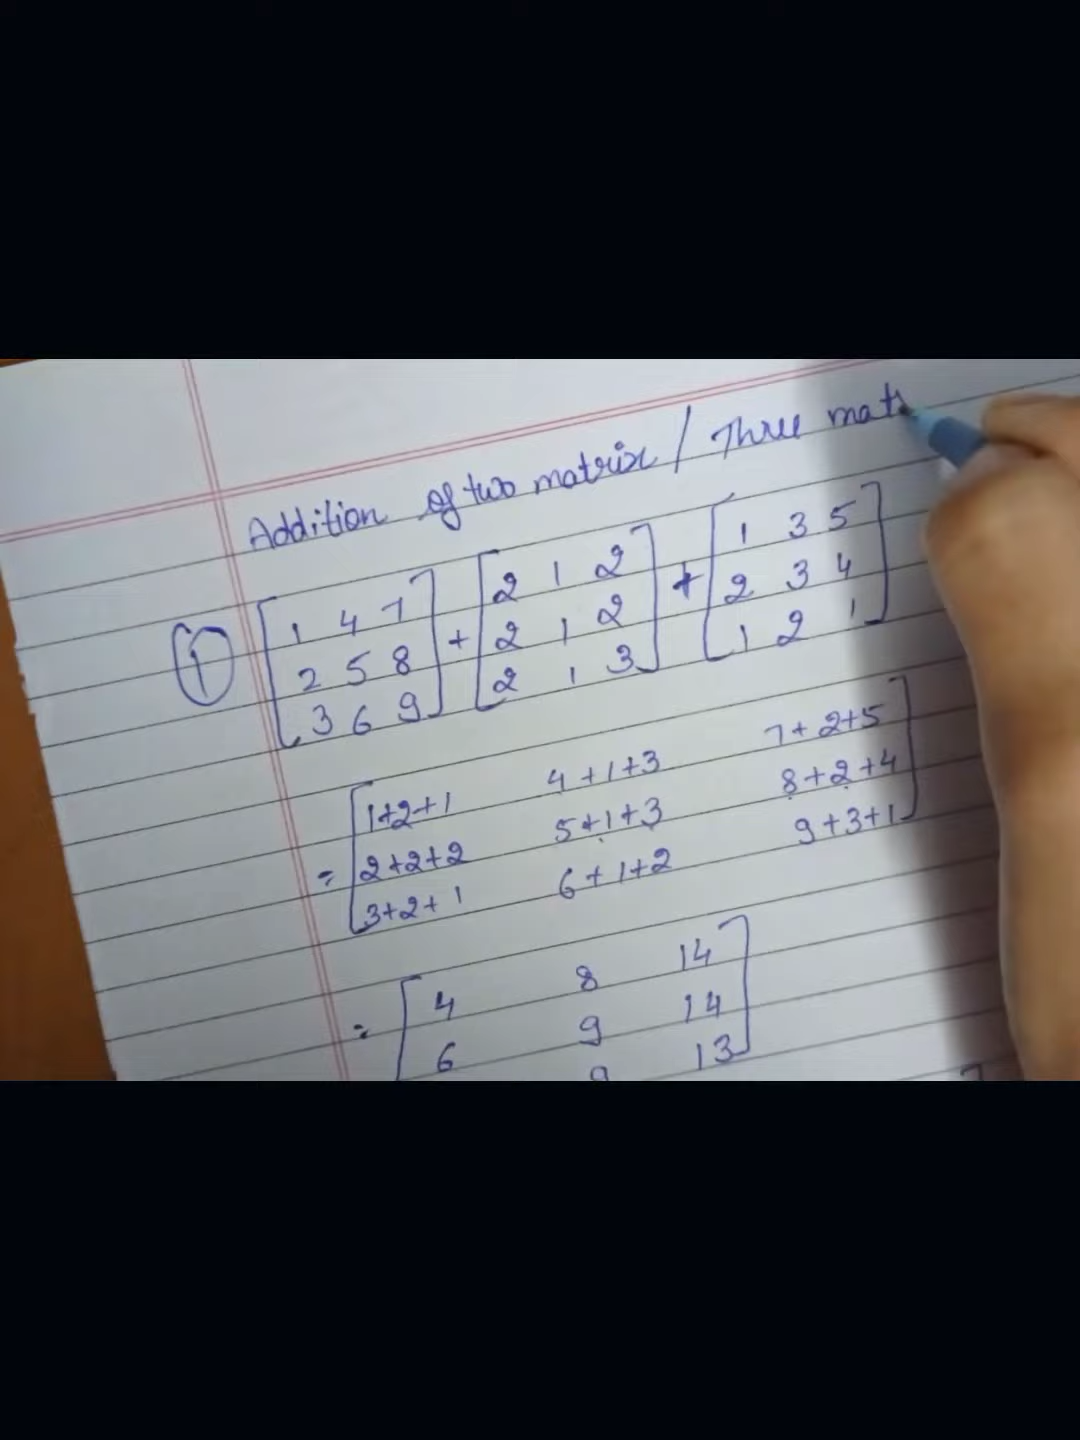 Addition of two matrix / Three mat
① [1 4 7] + [2 1 2] + [1 3 5]
[2 5 8] [2 1 2] [2 3 4]
[3 6 9] [2 1 3] [1 2 1]
= [1+2+1 4+1+3 7+2+5]
[2+2+2 5+1+3 8+2+4]
[3+2+1 6+1+2 9+3+1]
= [4 8 14]
[6 9 14]
9 13]